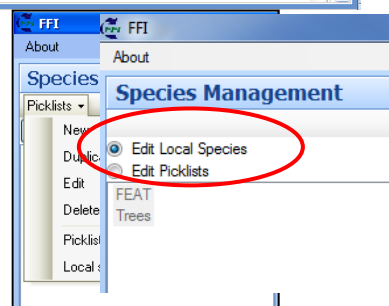 FFI
About
Species
Picklists
New
Duplic
Edit
Delete
Picklist
Local s
FFI
About
Species Management
Edit Local Species
Edit Picklists
FEAT
Trees